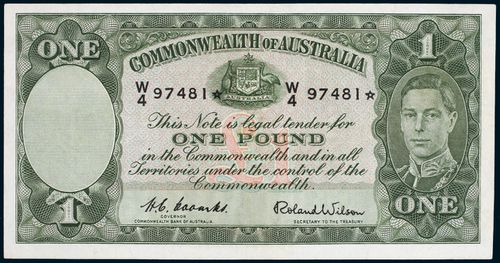 ONE
COMMONWEALTH OF AUSTRALIA
1
AUSTRALIA
W/4 97481☆ W/4 97481☆
This Note is legal tender for
ONE POUND
in the Commonwealth and in all
Territories under the control of the
Commonwealth.
H.C. Coombs
Roland Wilson
GOVERNOR
COMMONWEALTH BANK OF AUSTRALIA
SECRETARY TO THE TREASURY
1
ONE